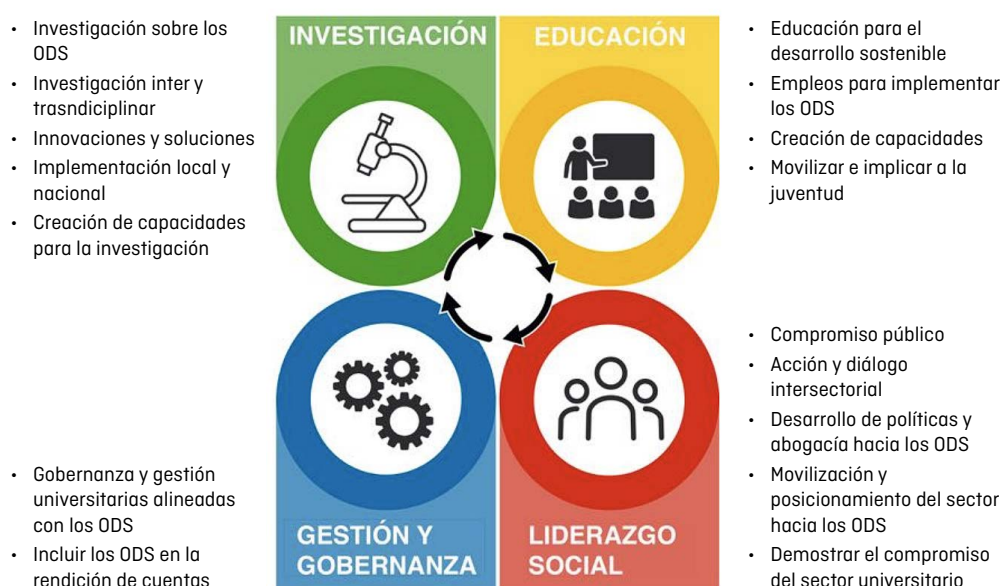 • Investigación sobre los
ODS
• Investigación inter y
trasndiciplinar
• Innovaciones y soluciones
• Implementación local y
nacional
• Creación de capacidades
para la investigación
INVESTIGACIÓN
EDUCACIÓN
• Educación para el
desarrollo sostenible
• Empleos para implementar
los ODS
• Creación de capacidades
• Movilizar e implicar a la
juventud
• Gobernanza y gestión
universitarias alineadas
con los ODS
• Incluir los ODS en la
rendición de cuentas
GESTIÓN Y
GOBERNANZA
LIDERAZGO
SOCIAL
• Compromiso público
• Acción y diálogo
intersectorial
• Desarrollo de políticas y
abogacía hacia los ODS
• Movilización y
posicionamiento del sector
hacia los ODS
• Demostrar el compromiso
del sector universitario